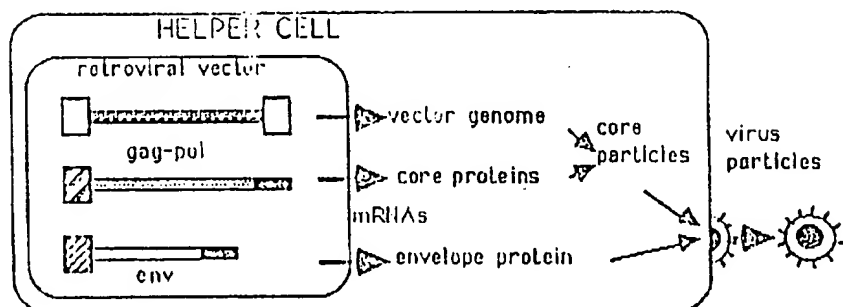 HELPER CELL
retroviral vector
vector genome
gag-pol
core proteins
core
particles
virus
particles
mRNAs
envelope protein
env